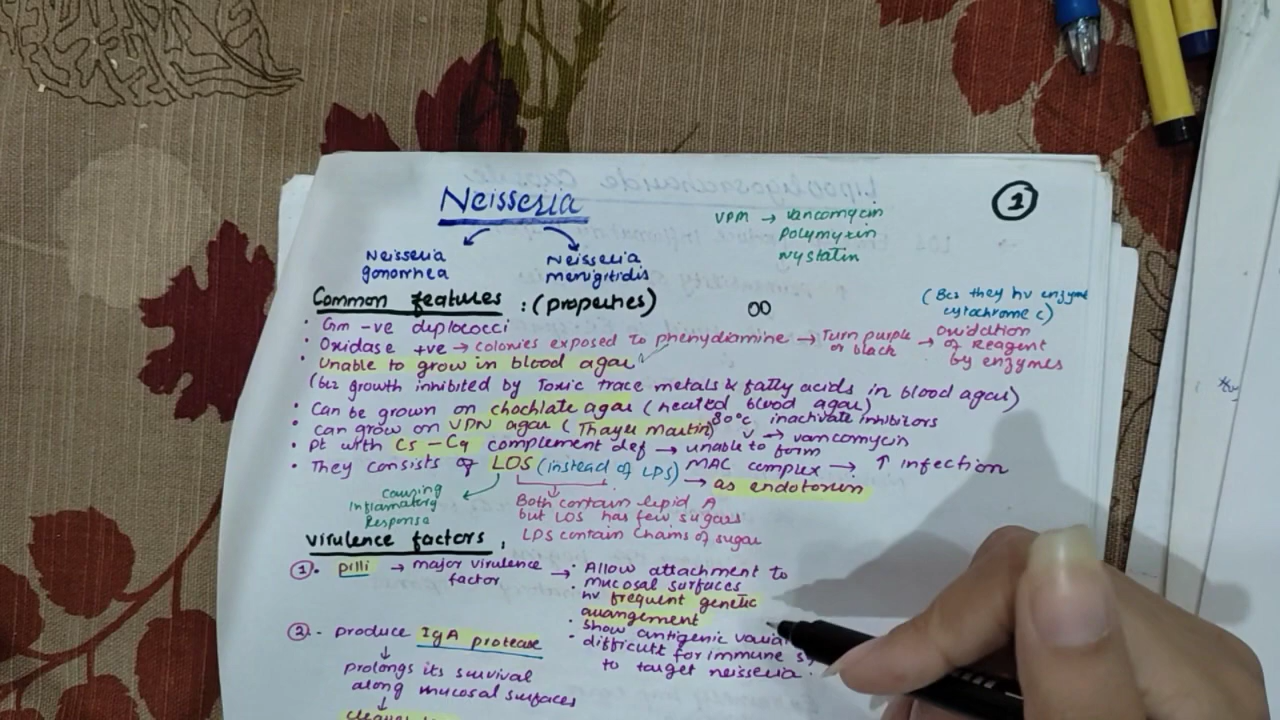 Neisseria
①
VPM → vancomycin
polymyxin
nystatin
Neisseria
gonorrhea
Neisseria
menigitidis
Common features : (properties)
(Bcs they hv enzyme
cytochrome c)
Gm -ve diplococci
Oxidase +ve → colonies exposed to phenydiamine → Turn purple or black → oxidation of Reagent by enzymes
Unable to grow in blood agar
(bcz growth inhibited by Toxic trace metals & fatty acids in blood agar)
Can be grown on chochlate agar (heated blood agar)
80°c inactivate inhibitors
can grow on VPN agar (Thayer Martin) V → vancomycin
Pt with C5 - C9 complement def → unable to form
MAC complex → ↑ infection
They consists of LOS (instead of LPS) → as endotoxin
causing
Inflamatory
Response
Both contain lipid A
but LOS has few sugars
LPS contain chains of sugar
Virulence factors,
①. pilli → major virulence
factor
→ Allow attachment to
mucosal surfaces
hv frequent genetic
arrangement
Show antigenic
difficult for immune
to target neisseria.
②. - produce IgA protease
↓
prolongs its survival
along mucosal surfaces
↓